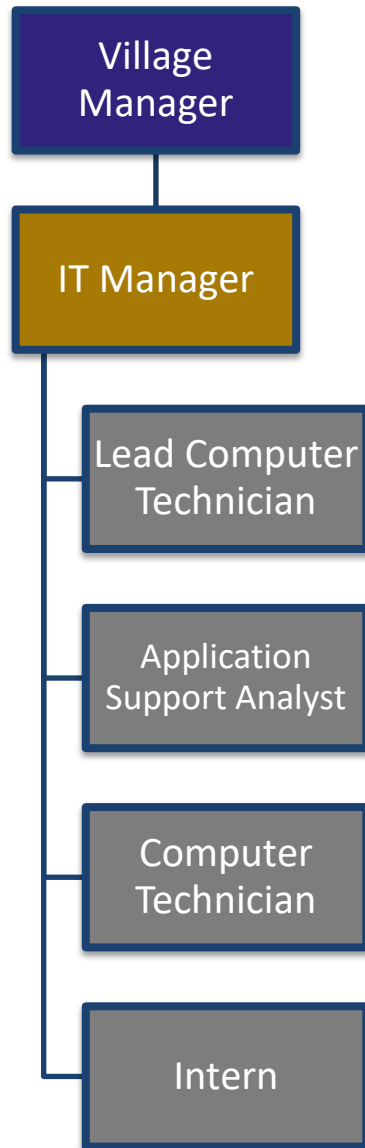 Village
Manager
IT Manager
Lead Computer
Technician
Application
Support Analyst
Computer
Technician
Intern